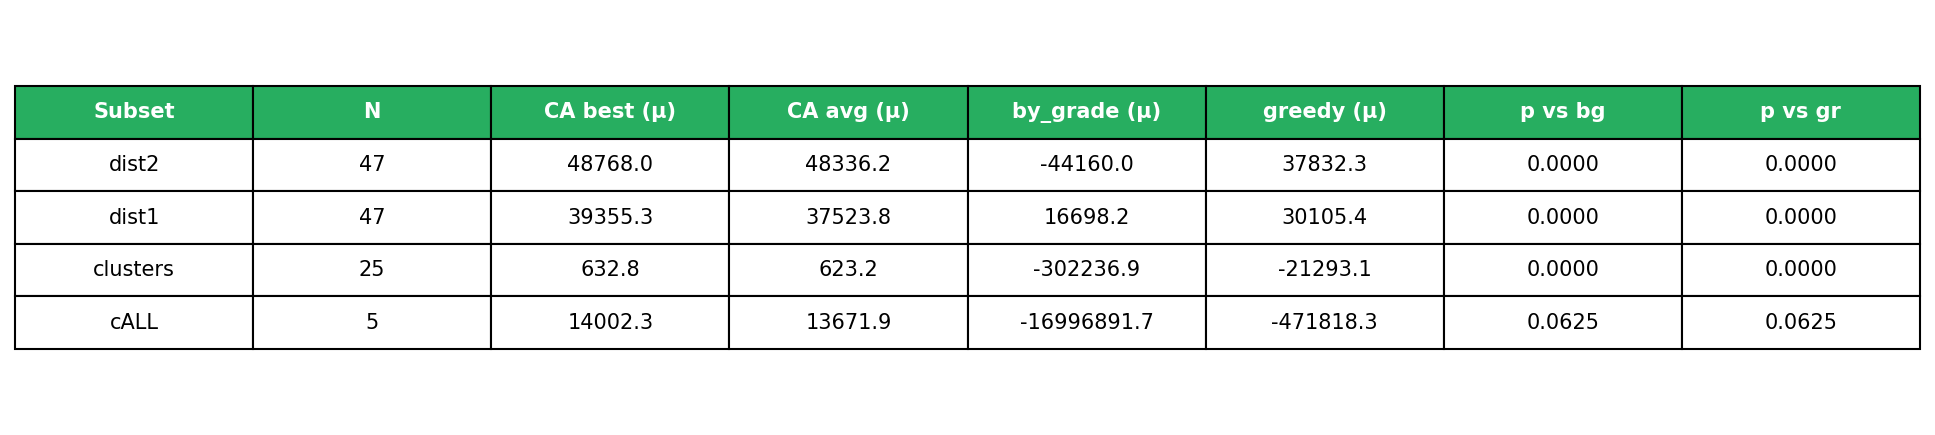 Subset N CA best (μ) CA avg (μ) by_grade (μ) greedy (μ) p vs bg p vs gr
dist2 47 48768.0 48336.2 -44160.0 37832.3 0.0000 0.0000
dist1 47 39355.3 37523.8 16698.2 30105.4 0.0000 0.0000
clusters 25 632.8 623.2 -302236.9 -21293.1 0.0000 0.0000
cALL 5 14002.3 13671.9 -16996891.7 -471818.3 0.0625 0.0625